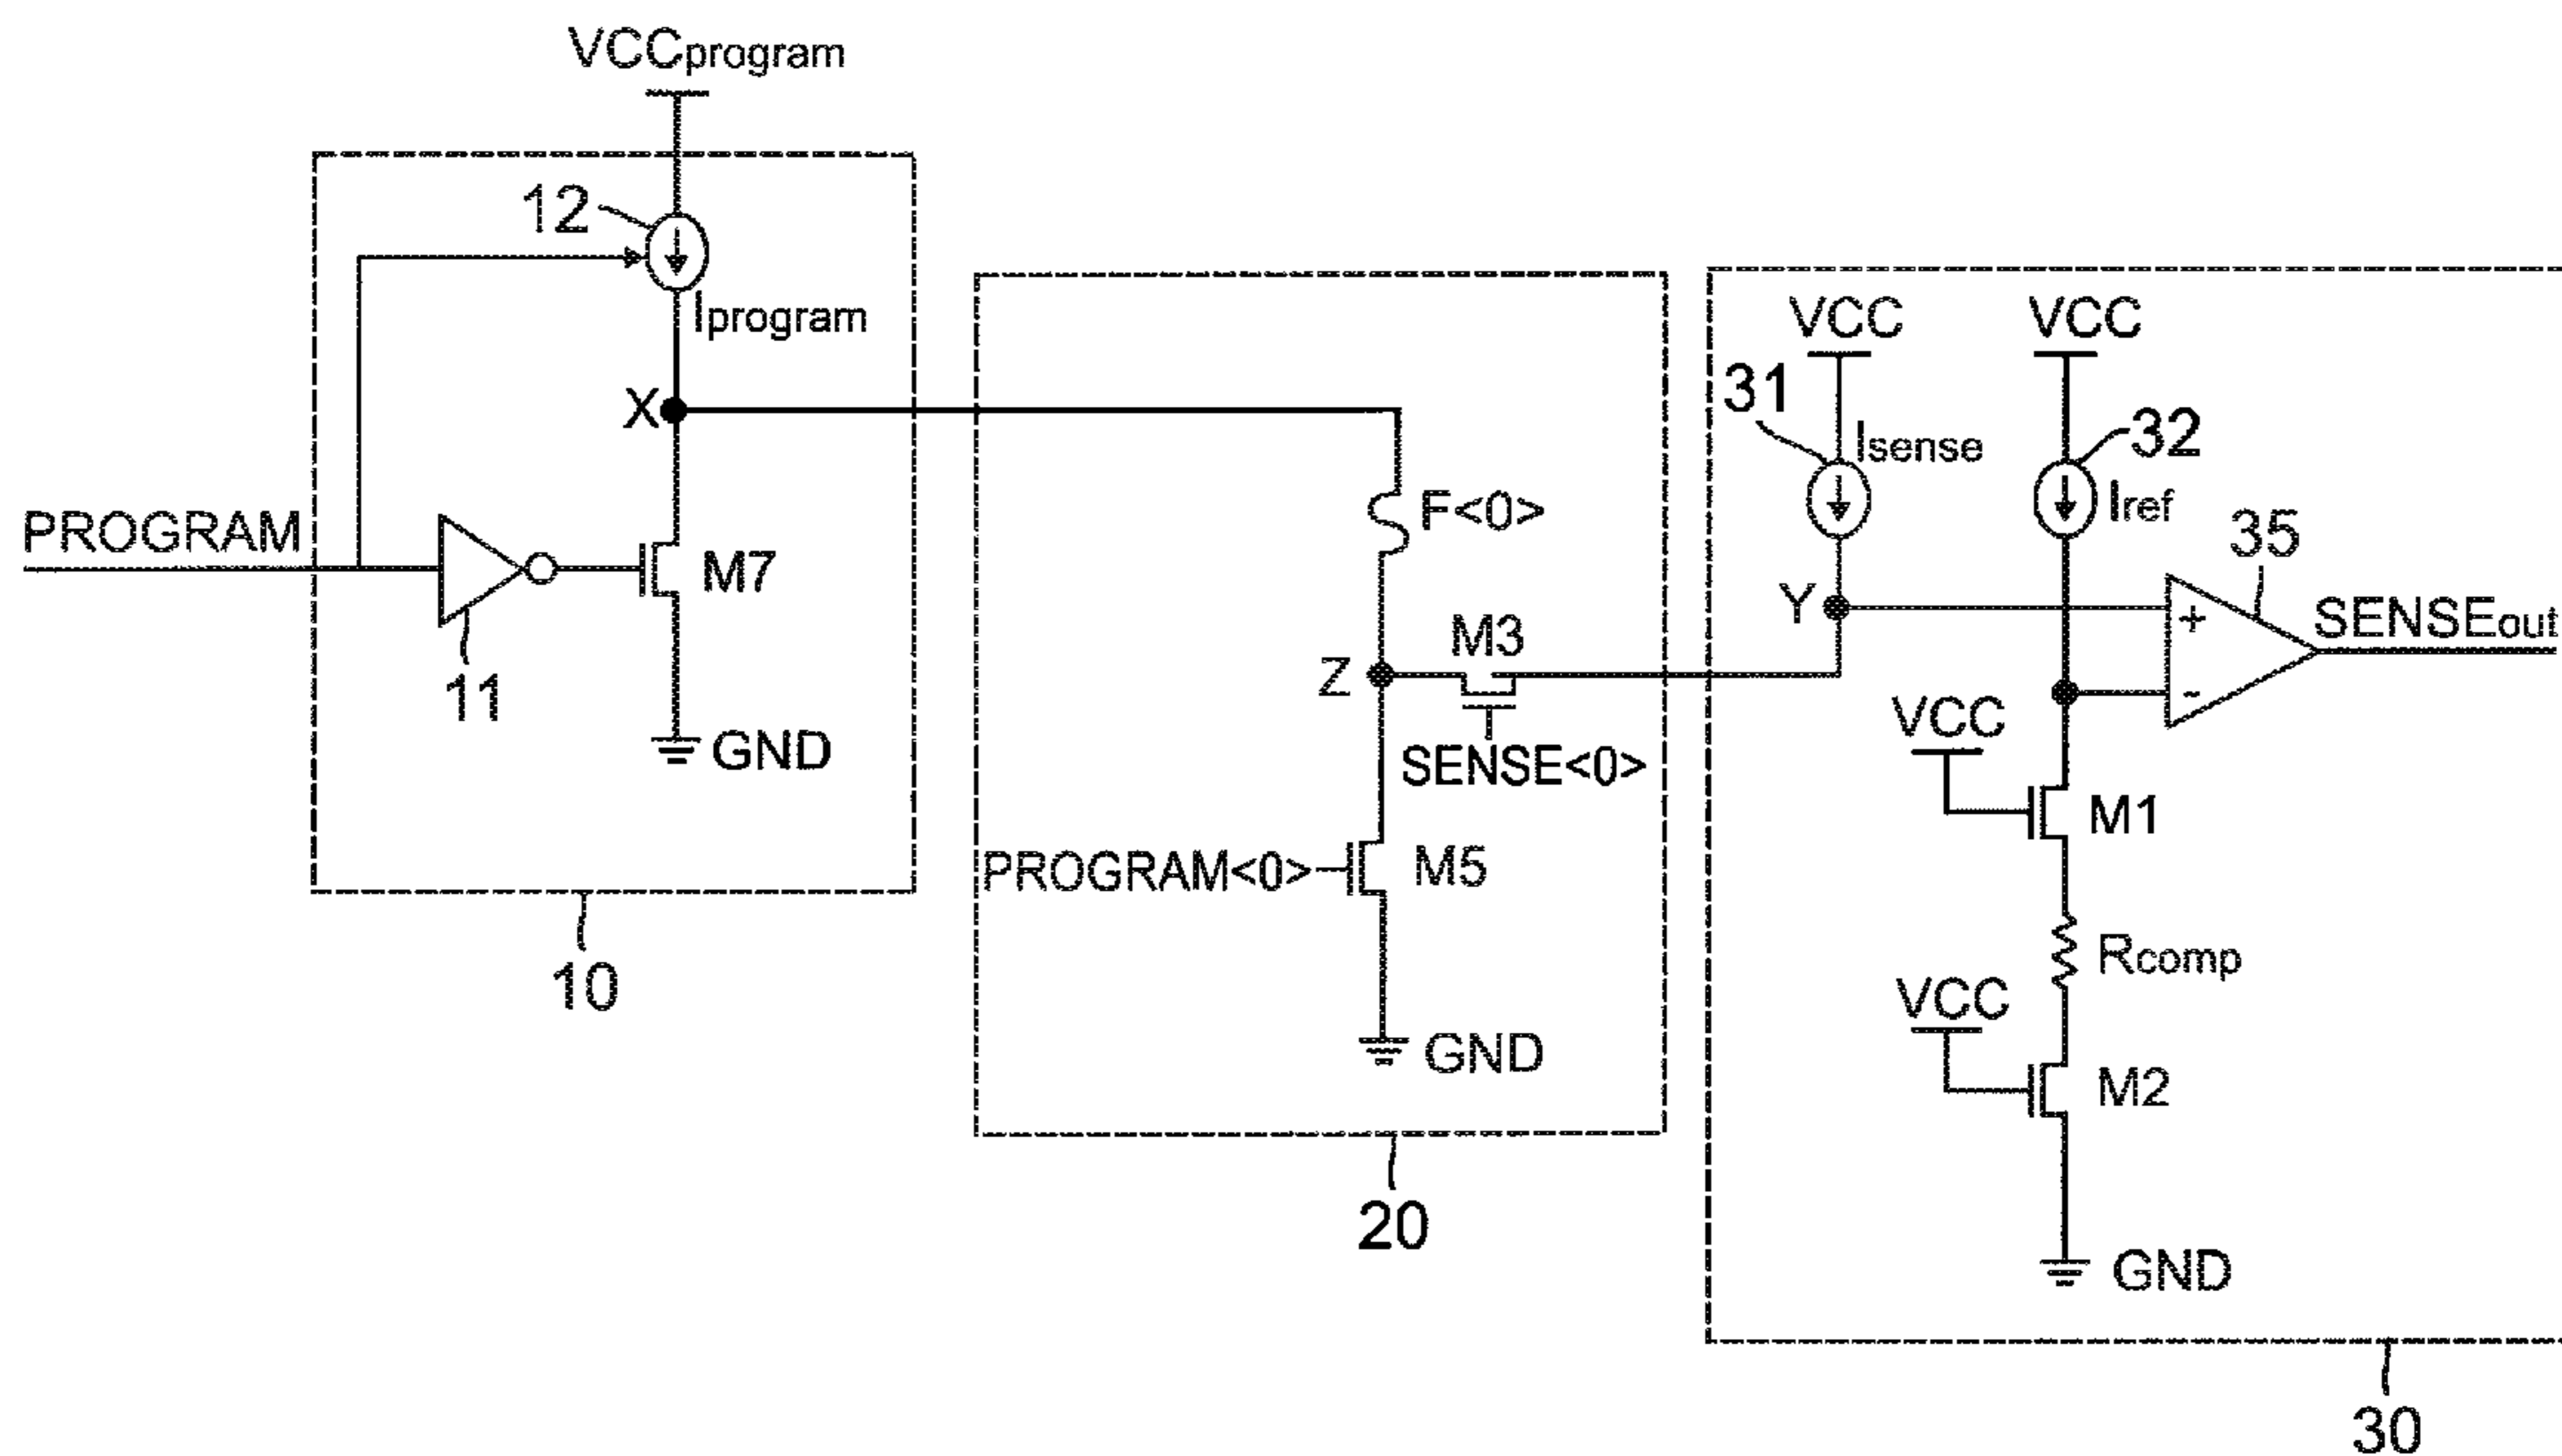 VCCprogram
12
Iprogram
X
PROGRAM
M7
11
GND
10
F<0>
Z
M3
SENSE<0>
PROGRAM<0>
M5
GND
20
VCC
VCC
31
Isense
32
Iref
Y
35
+
-
SENSEout
VCC
M1
Rcomp
VCC
M2
GND
30